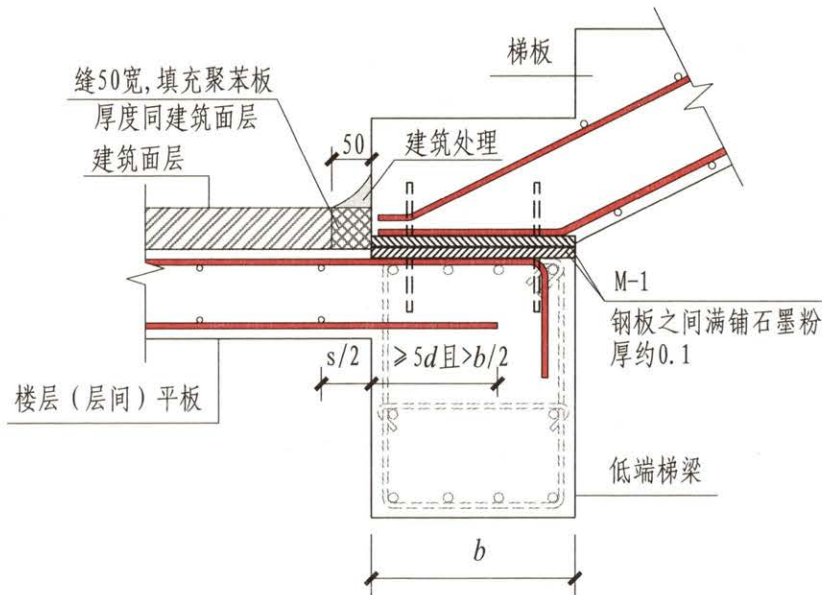 梯板
缝50宽,填充聚苯板
厚度同建筑面层
建筑面层
50
建筑处理
M-1
钢板之间满铺石墨粉
厚约0.1
s/2
≥5d且>b/2
楼层（层间）平板
低端梯梁
b